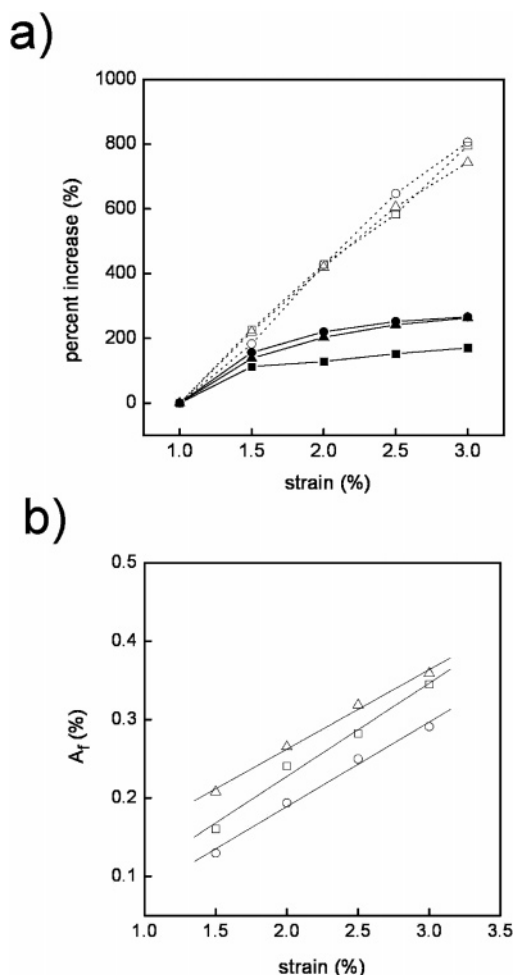 a)
1000
800
600
400
200
0
percent increase (%)
1.0 1.5 2.0 2.5 3.0
strain (%)
b)
0.5
0.4
0.3
0.2
0.1
Af (%)
1.0 1.5 2.0 2.5 3.0 3.5
strain (%)